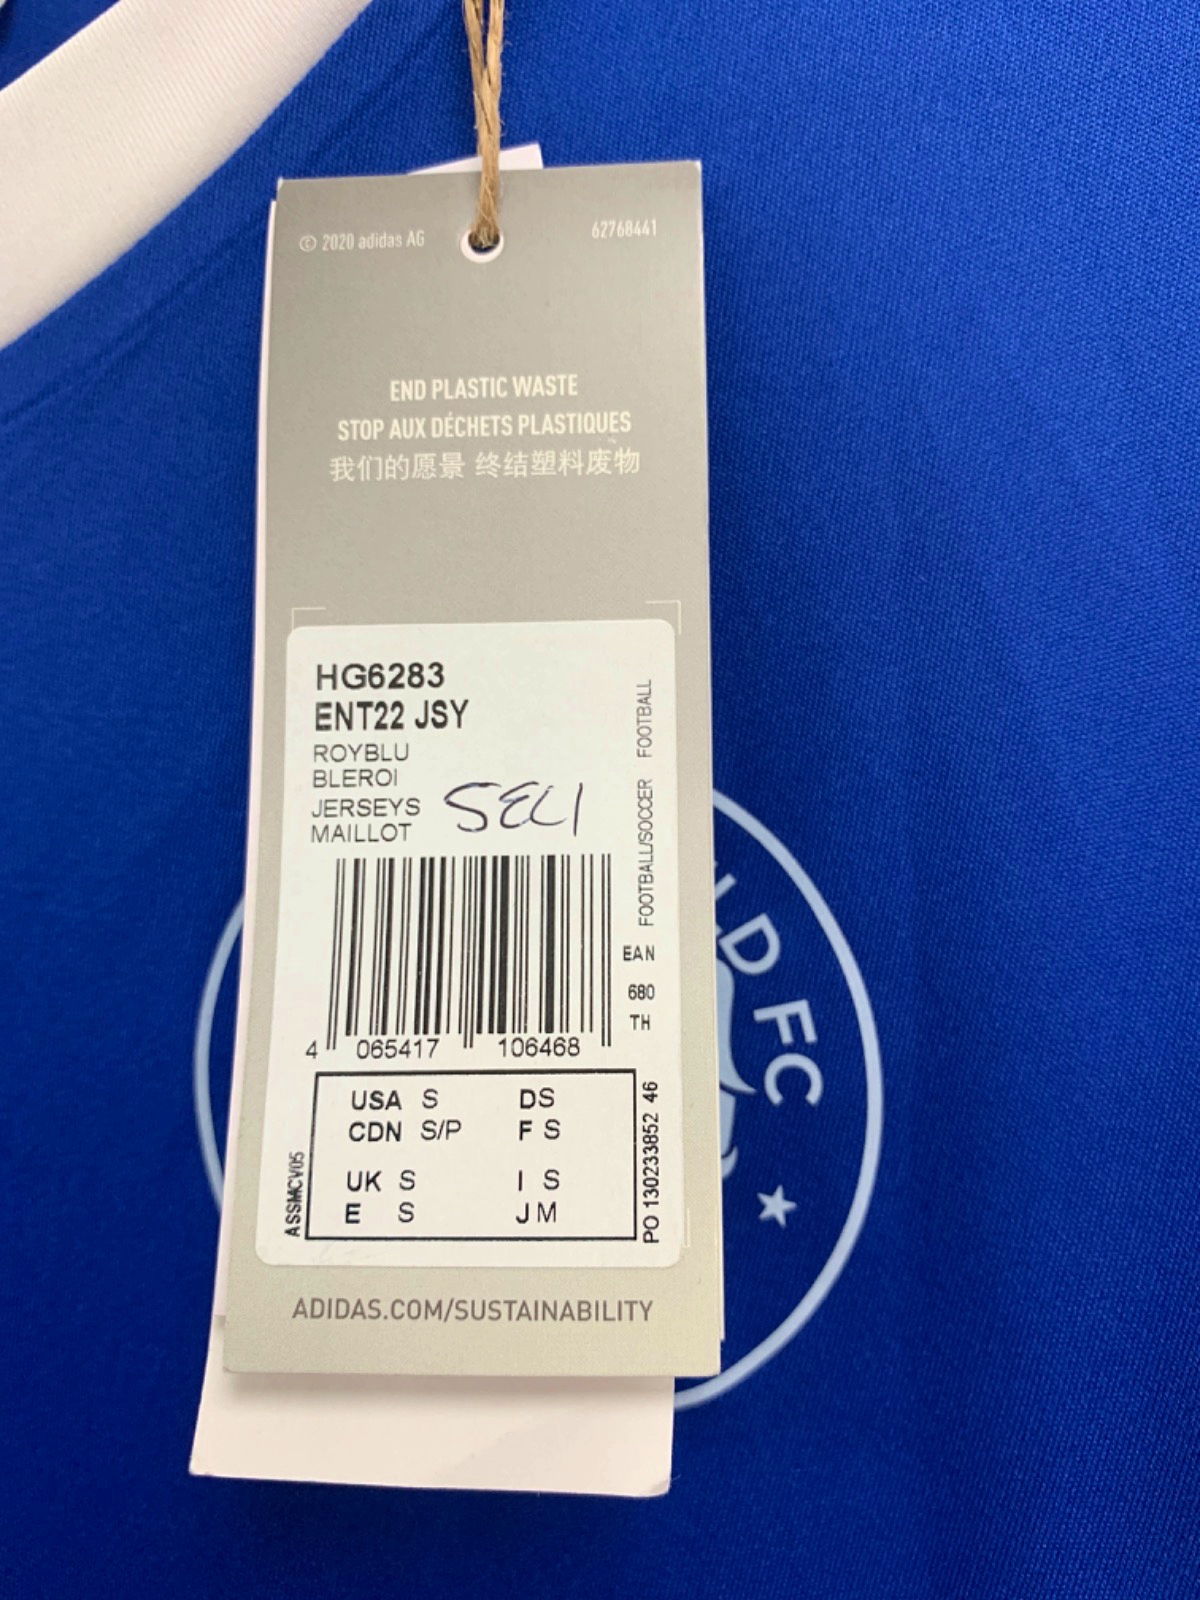 © 2020 adidas AG
62768441
END PLASTIC WASTE
STOP AUX DÉCHETS PLASTIQUES
我们的愿景 终结塑料废物
HG6283
ENT22 JSY
ROYBLU
BLEROI
JERSEYS
MAILLOT
FOOTBALL/SOCCER FOOTBALL
EAN
680
TH
4 065417 106468
USA S DS
CDN S/P F S
UK S I S
E S J M
ASSMCV05
PO 130233852 46
ADIDAS.COM/SUSTAINABILITY
LD FC